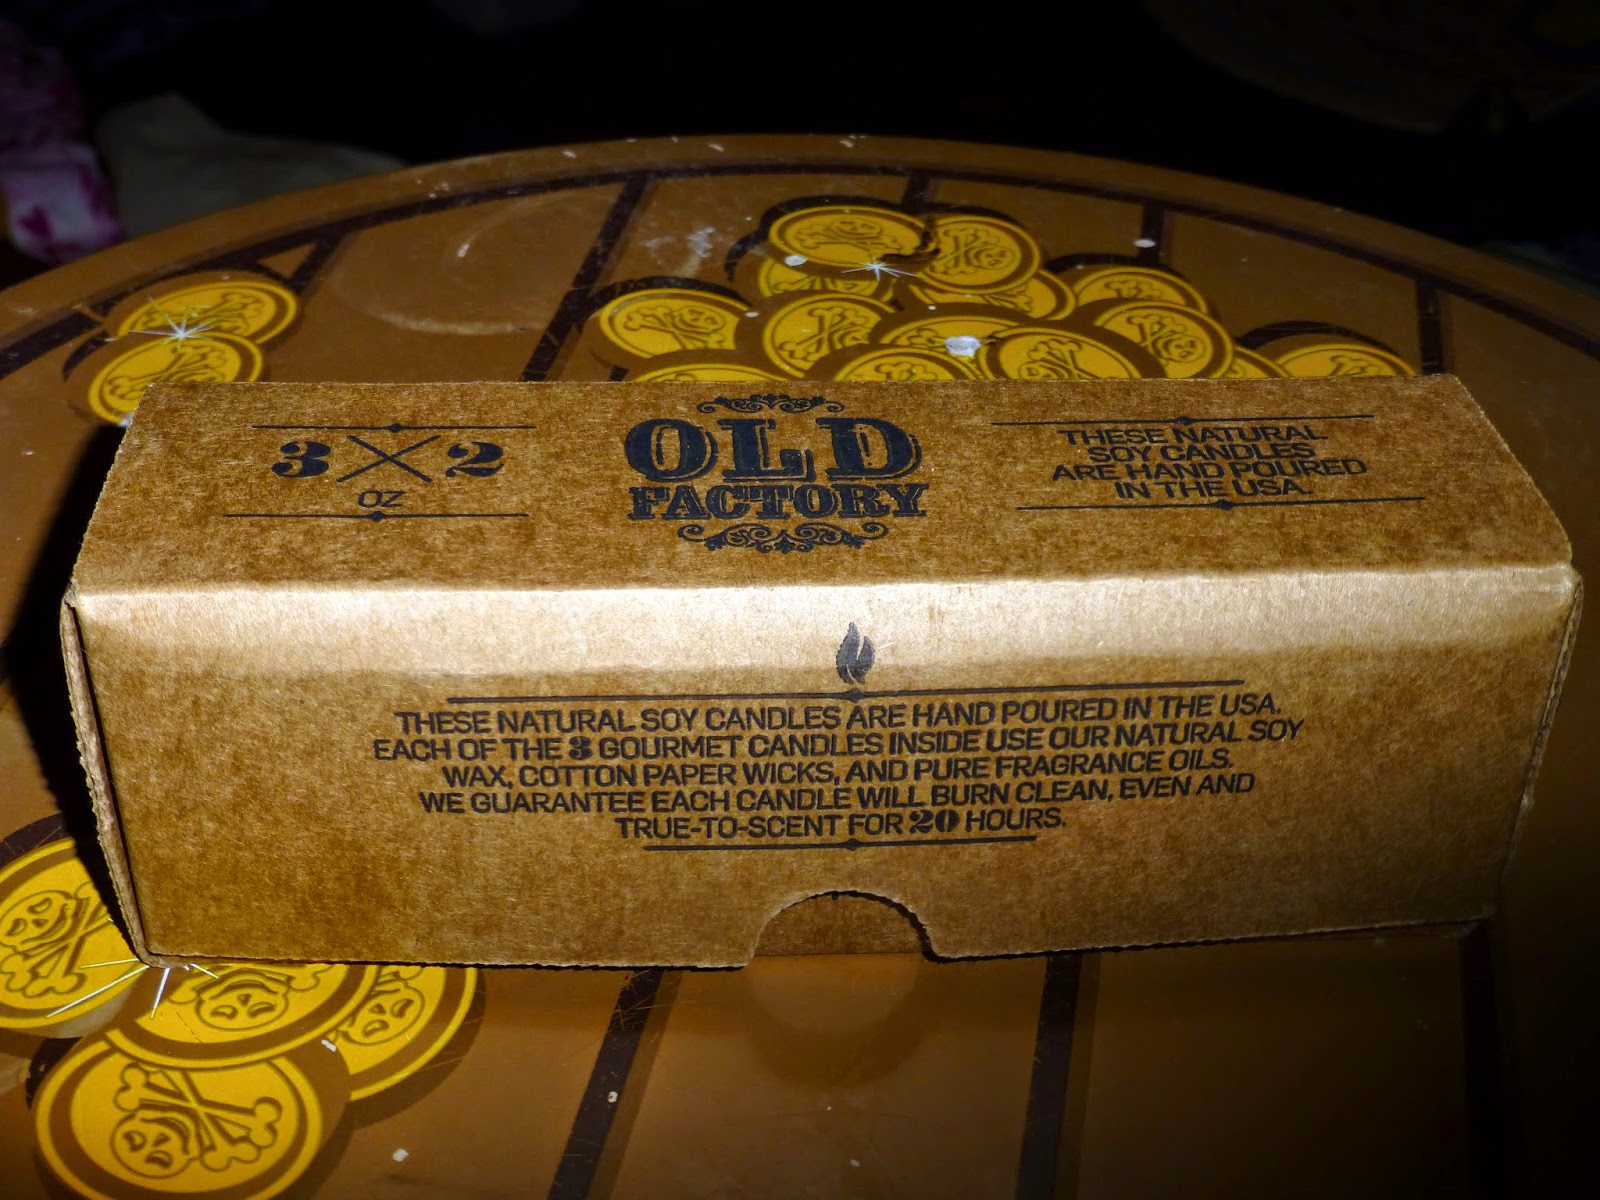 3 X 2
OZ
OLD
FACTORY
THESE NATURAL
SOY CANDLES
ARE HAND POURED
IN THE USA.
THESE NATURAL SOY CANDLES ARE HAND POURED IN THE USA.
EACH OF THE 3 GOURMET CANDLES INSIDE USE OUR NATURAL SOY
WAX, COTTON PAPER WICKS, AND PURE FRAGRANCE OILS.
WE GUARANTEE EACH CANDLE WILL BURN CLEAN, EVEN AND
TRUE-TO-SCENT FOR 20 HOURS.